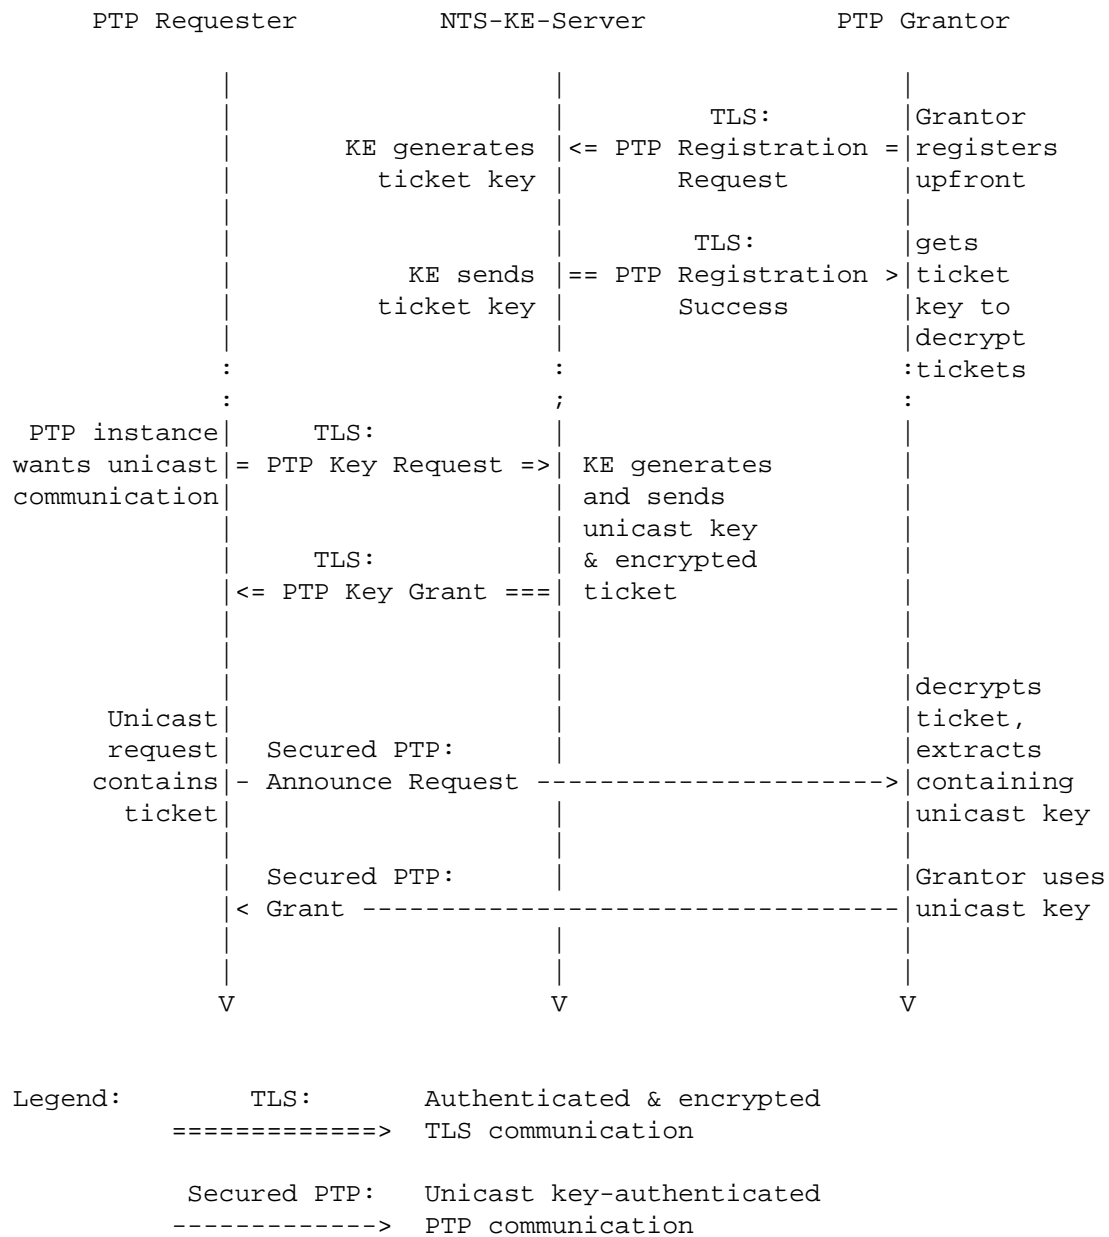 PTP Requester         NTS-KE-Server            PTP Grantor

              |                    |                      |
              |                    |         TLS:         |Grantor
              |       KE generates |<= PTP Registration =|registers
              |         ticket key |       Request       |upfront
              |                    |                      |
              |                    |        TLS:         |gets
              |           KE sends |== PTP Registration >|ticket
              |         ticket key |       Success       |key to
              |                    |                      |decrypt
              :                    :                      :tickets
              :                    ;                      :
 PTP instance|     TLS:           |                      |
wants unicast|= PTP Key Request =>| KE generates         |
communication|                    | and sends            |
             |                    | unicast key          |
             |     TLS:           | & encrypted          |
             |<= PTP Key Grant ===| ticket               |
             |                    |                      |
             |                    |                      |
             |                    |                      |decrypts
      Unicast|                    |                      |ticket,
      request|  Secured PTP:      |                      |extracts
     contains|- Announce Request ---------------------->|containing
       ticket|                    |                      |unicast key
             |                    |                      |
             |  Secured PTP:      |                      |Grantor uses
             |< Grant ----------------------------------|unicast key
             |                    |                      |
             |                    |                      |
             V                    V                      V

Legend:        TLS:       Authenticated & encrypted
          =============>  TLS communication

           Secured PTP:   Unicast key-authenticated
          ------------->  PTP communication